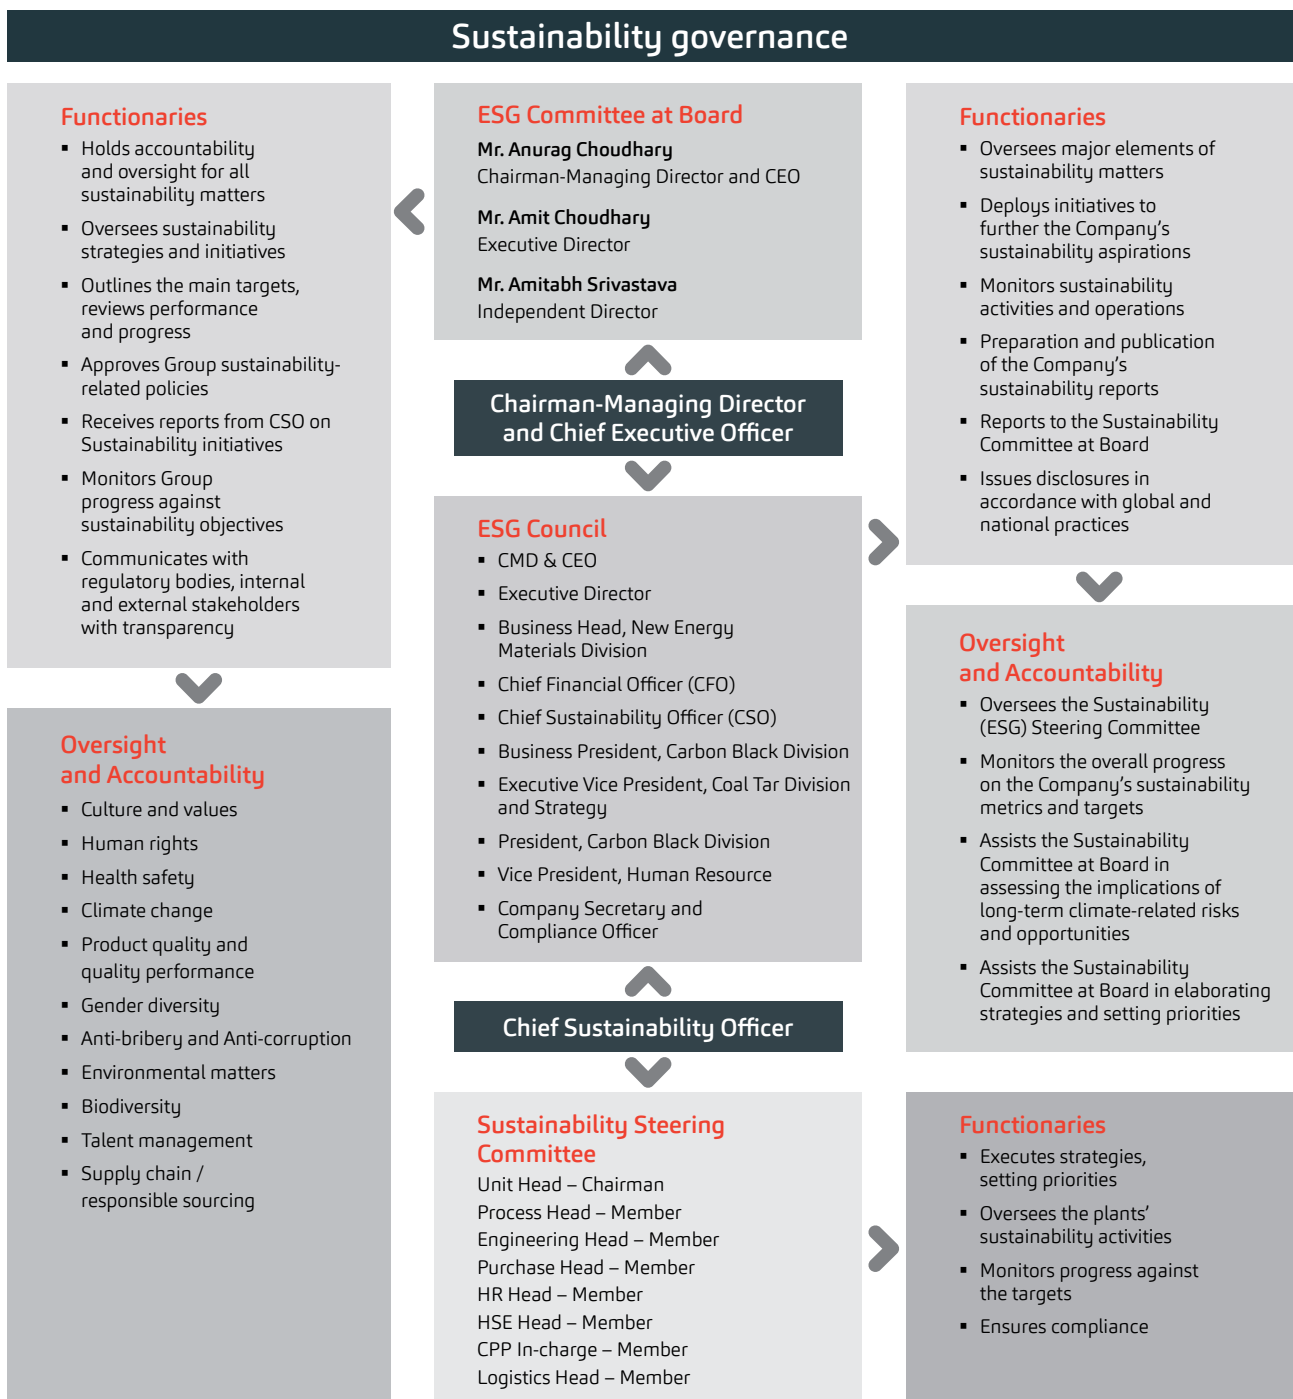 Sustainability governance
Functionaries
▪ Holds accountability
and oversight for all
sustainability matters
▪ Oversees sustainability
strategies and initiatives
▪ Outlines the main targets,
reviews performance
and progress
▪ Approves Group sustainability-
related policies
▪ Receives reports from CSO on
Sustainability initiatives
▪ Monitors Group
progress against
sustainability objectives
▪ Communicates with
regulatory bodies, internal
and external stakeholders
with transparency
Oversight
and Accountability
▪ Culture and values
▪ Human rights
▪ Health safety
▪ Climate change
▪ Product quality and
quality performance
▪ Gender diversity
▪ Anti-bribery and Anti-corruption
▪ Environmental matters
▪ Biodiversity
▪ Talent management
▪ Supply chain /
responsible sourcing
ESG Committee at Board
Mr. Anurag Choudhary
Chairman-Managing Director and CEO
Mr. Amit Choudhary
Executive Director
Mr. Amitabh Srivastava
Independent Director
Chairman-Managing Director
and Chief Executive Officer
ESG Council
▪ CMD & CEO
▪ Executive Director
▪ Business Head, New Energy
Materials Division
▪ Chief Financial Officer (CFO)
▪ Chief Sustainability Officer (CSO)
▪ Business President, Carbon Black Division
▪ Executive Vice President, Coal Tar Division
and Strategy
▪ President, Carbon Black Division
▪ Vice President, Human Resource
▪ Company Secretary and
Compliance Officer
Chief Sustainability Officer
Sustainability Steering
Committee
Unit Head – Chairman
Process Head – Member
Engineering Head – Member
Purchase Head – Member
HR Head – Member
HSE Head – Member
CPP In-charge – Member
Logistics Head – Member
Functionaries
▪ Oversees major elements of
sustainability matters
▪ Deploys initiatives to
further the Company's
sustainability aspirations
▪ Monitors sustainability
activities and operations
▪ Preparation and publication
of the Company's
sustainability reports
▪ Reports to the Sustainability
Committee at Board
▪ Issues disclosures in
accordance with global and
national practices
Oversight
and Accountability
▪ Oversees the Sustainability
(ESG) Steering Committee
▪ Monitors the overall progress
on the Company's sustainability
metrics and targets
▪ Assists the Sustainability
Committee at Board in
assessing the implications of
long-term climate-related risks
and opportunities
▪ Assists the Sustainability
Committee at Board in elaborating
strategies and setting priorities
Functionaries
▪ Executes strategies,
setting priorities
▪ Oversees the plants'
sustainability activities
▪ Monitors progress against
the targets
▪ Ensures compliance